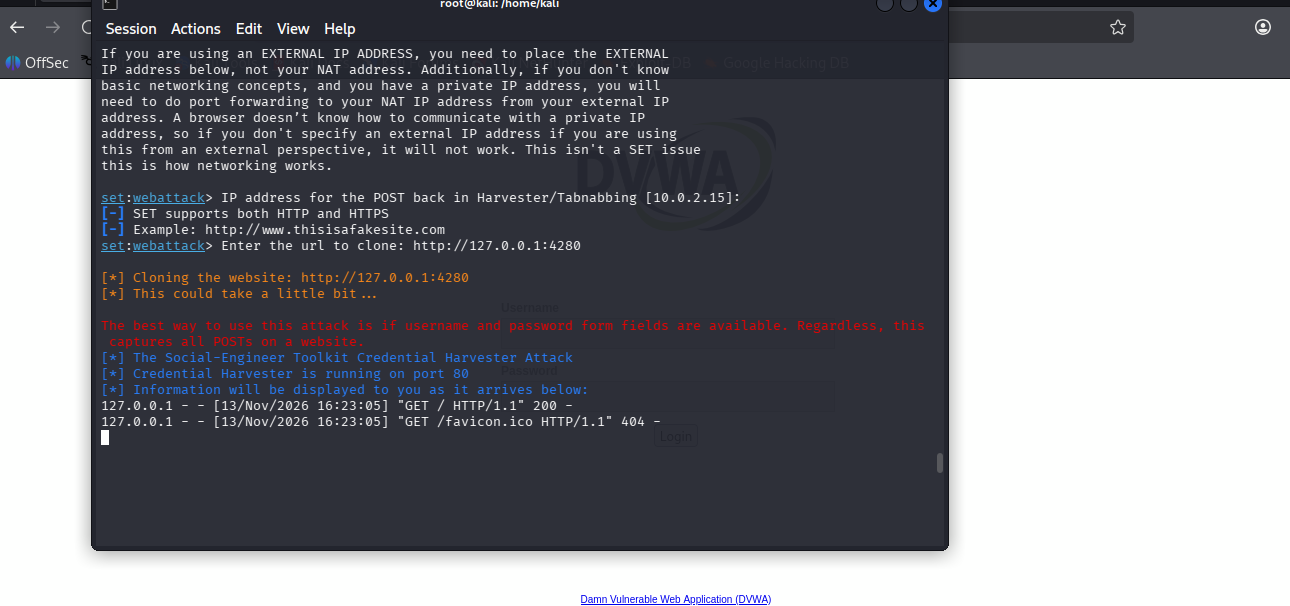 root@kali: /home/kali
Session Actions Edit View Help
OffSec
DB Google Hacking DB
If you are using an EXTERNAL IP ADDRESS, you need to place the EXTERNAL
IP address below, not your NAT address. Additionally, if you don't know
basic networking concepts, and you have a private IP address, you will
need to do port forwarding to your NAT IP address from your external IP
address. A browser doesn’t know how to communicate with a private IP
address, so if you don't specify an external IP address if you are using
this from an external perspective, it will not work. This isn't a SET issue
this is how networking works.
DVWA
set:webattack> IP address for the POST back in Harvester/Tabnabbing [10.0.2.15]:
[-] SET supports both HTTP and HTTPS
[-] Example: http://www.thisisafakesite.com
set:webattack> Enter the url to clone: http://127.0.0.1:4280
[*] Cloning the website: http://127.0.0.1:4280
[*] This could take a little bit...
Username
The best way to use this attack is if username and password form fields are available. Regardless, this
captures all POSTs on a website.
[*] The Social-Engineer Toolkit Credential Harvester Attack
[*] Credential Harvester is running on port 80
Password
[*] Information will be displayed to you as it arrives below:
127.0.0.1 - - [13/Nov/2026 16:23:05] "GET / HTTP/1.1" 200 -
127.0.0.1 - - [13/Nov/2026 16:23:05] "GET /favicon.ico HTTP/1.1" 404 -
Login
Damn Vulnerable Web Application (DVWA)